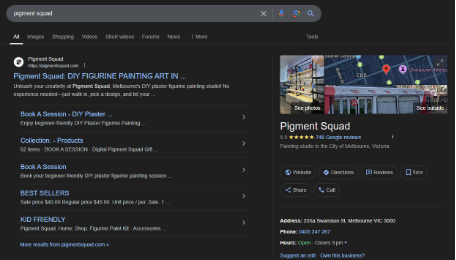 pigment squad
All Images Shopping Videos Short videos Forums News More Tools
Pigment Squad
https://pigmentsquad.com
Pigment Squad: DIY FIGURINE PAINTING ART IN ...
Unleash your creativity at Pigment Squad, Melbourne's DIY plaster figurine painting studio! No
experience needed—just walk in, pick a design, and let your ...
Book A Session - DIY Plaster ...
Enjoy beginner-friendly DIY Plaster Figurine Painting ...
Collection: - Products
62 items · BOOK A SESSION · Digital Pigment Squad Gift ...
Book A Session
Book your beginner-friendly DIY plaster figurine painting session ...
BEST SELLERS
Sale price $40.00 Regular price $45.00. Unit price / per. Sale · 1 ...
KID FRIENDLY
Pigment Squad. Home; Shop. Figurine Paint Kit · Accessories ...
More results from pigmentsquad.com »
See photos
See outside
Pigment Squad
748 Google reviews
Painting studio in the City of Melbourne, Victoria
Website
Directions
Reviews
Save
Share
Call
Address: Swanston St, Melbourne VIC 3000
Phone: 0405 247 267
Hours: Open · Closes 9 pm
Suggest an edit · Own this business?